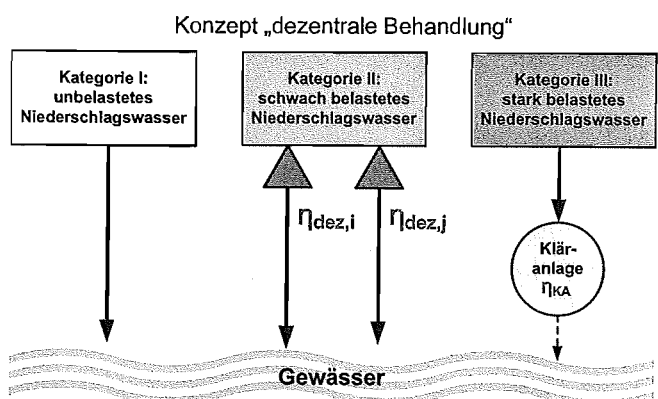 Konzept „dezentrale Behandlung“
Kategorie I:
unbelastetes
Niederschlagswasser
Kategorie II:
schwach belastetes
Niederschlagswasser
Kategorie III:
stark belastetes
Niederschlagswasser
ηdez,i
ηdez,j
Klär-
anlage
ηKA
Gewässer